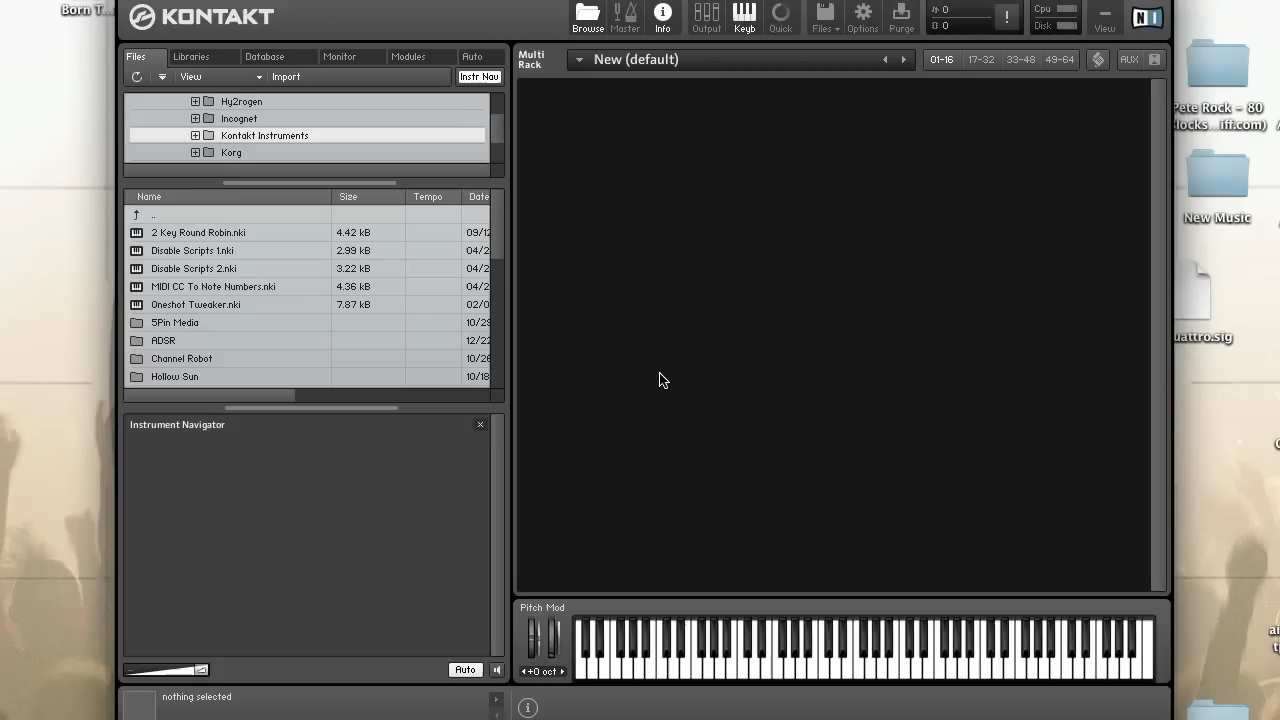 Born T...
KONTAKT
Browse Master Info Output Keyb Quick Files Options Purge View
0
0
!
Cpu
Disk
NI
Files Libraries Database Monitor Modules Auto
View Import Instr Nav
Hy2rogen
Incognet
Kontakt Instruments
Korg
Name Size Tempo Date
..
2 Key Round Robin.nki 4.42 kB 09/12
Disable Scripts 1.nki 2.99 kB 04/2
Disable Scripts 2.nki 3.22 kB 04/2
MIDI CC To Note Numbers.nki 4.36 kB 04/2
Oneshot Tweaker.nki 7.87 kB 02/0
5Pin Media 10/29
ADSR 12/22
Channel Robot 10/26
Hollow Sun 10/18
Instrument Navigator
Auto
nothing selected
Multi
Rack
New (default)
01-16 17-32 33-48 49-64 AUX
Pitch Mod
+0 oct
Pete Rock – 80
locks...iff.com)
New Music
uattro.sig